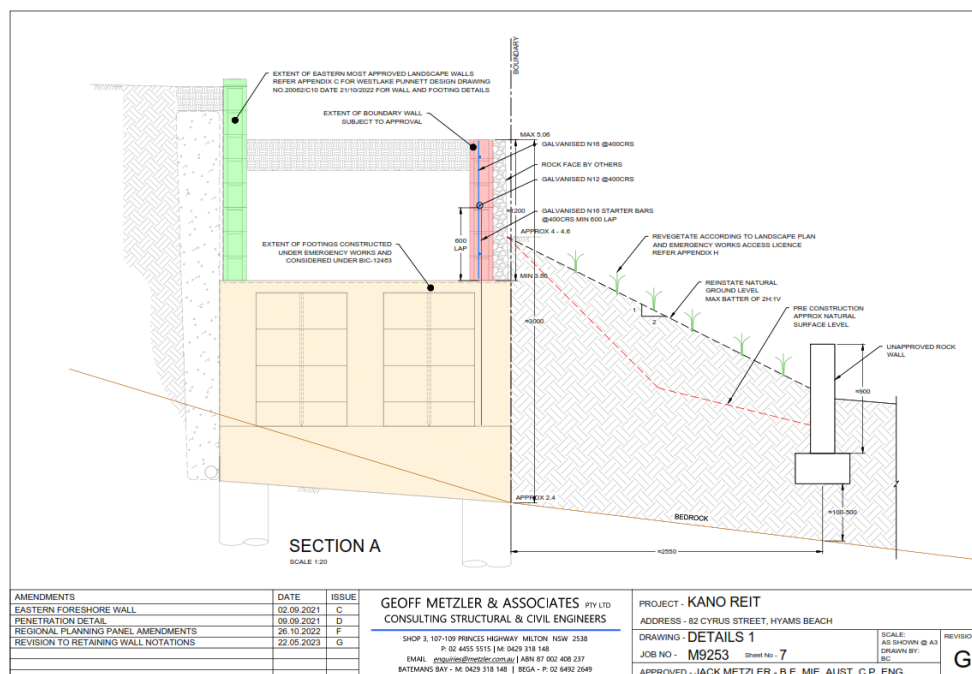 BOUNDARY
EXTENT OF EASTERN MOST APPROVED LANDSCAPE WALLS
REFER APPENDIX C FOR WESTLAKE PUNNETT DESIGN DRAWING
NO.20062/C10 DATE 21/10/2022 FOR WALL AND FOOTING DETAILS
EXTENT OF BOUNDARY WALL
SUBJECT TO APPROVAL
MAX 5.06
GALVANISED N16 @400CRS
ROCK FACE BY OTHERS
GALVANISED N12 @400CRS
GALVANISED N16 STARTER BARS
@400CRS MIN 600 LAP
≈1200
APPROX 4 - 4.6
600
LAP
EXTENT OF FOOTINGS CONSTRUCTED
UNDER EMERGENCY WORKS AND
CONSIDERED UNDER BIC-12463
REVEGETATE ACCORDING TO LANDSCAPE PLAN
AND EMERGENCY WORKS ACCESS LICENCE
REFER APPENDIX H
MIN 3.66
REINSTATE NATURAL
GROUND LEVEL
MAX BATTER OF 2H:1V
1
2
PRE CONSTRUCTION
APPROX NATURAL
SURFACE LEVEL
≈3000
UNAPPROVED ROCK
WALL
≈900
APPROX 2.4
BEDROCK
≈100-500
≈2550
SECTION A
SCALE 1:20
AMENDMENTS DATE ISSUE
EASTERN FORESHORE WALL 02.09.2021 C
PENETRATION DETAIL 09.09.2021 D
REGIONAL PLANNING PANEL AMENDMENTS 26.10.2022 F
REVISION TO RETAINING WALL NOTATIONS 22.05.2023 G
GEOFF METZLER & ASSOCIATES PTY LTD
CONSULTING STRUCTURAL & CIVIL ENGINEERS
SHOP 3, 107-109 PRINCES HIGHWAY MILTON NSW 2538
P: 02 4455 5515 | M: 0429 318 148
EMAIL enquiries@metzler.com.au | ABN 87 002 408 237
BATEMANS BAY - M: 0429 318 148 | BEGA - P: 02 6492 2649
PROJECT - KANO REIT
ADDRESS - 82 CYRUS STREET, HYAMS BEACH
DRAWING - DETAILS 1
JOB NO - M9253 Sheet No - 7
SCALE:
AS SHOWN @ A3
DRAWN BY:
BC
REVISION
G
APPROVED - JACK METZLER - B.E. MIE. AUST. C.P. ENG.